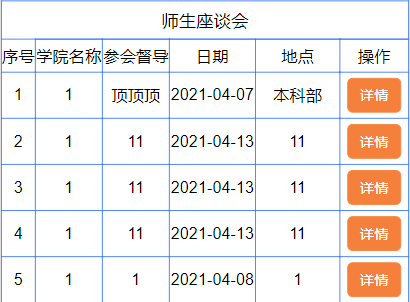 师生座谈会
序号 学院名称 参会督导 日期 地点 操作
1 1 顶顶顶 2021-04-07 本科部 详情
2 1 11 2021-04-13 11 详情
3 1 11 2021-04-13 11 详情
4 1 11 2021-04-13 11 详情
5 1 1 2021-04-08 1 详情